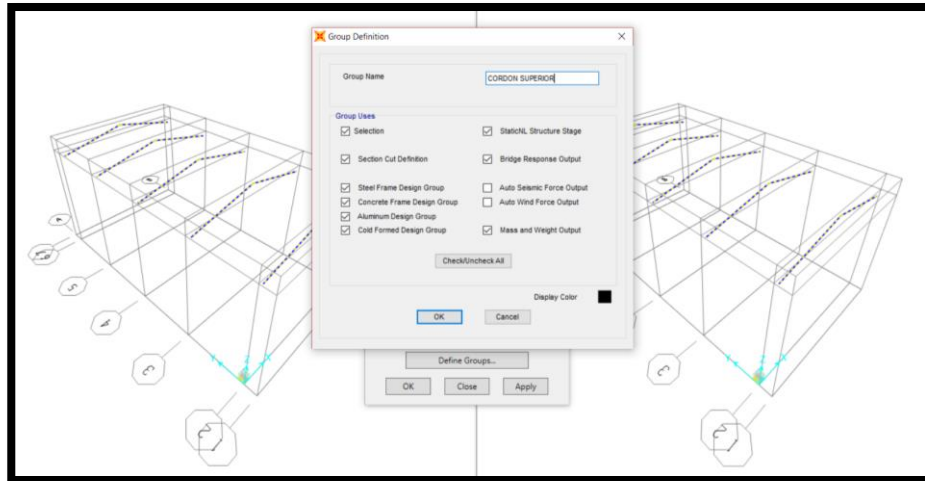 Group Definition
Group Name
CORDON SUPERIOR
Group Uses
Selection
StaticNL Structure Stage
Section Cut Definition
Bridge Response Output
Steel Frame Design Group
Auto Seismic Force Output
Concrete Frame Design Group
Auto Wind Force Output
Aluminum Design Group
Cold Formed Design Group
Mass and Weight Output
Check/Uncheck All
Display Color
OK
Cancel
Define Groups...
OK
Close
Apply